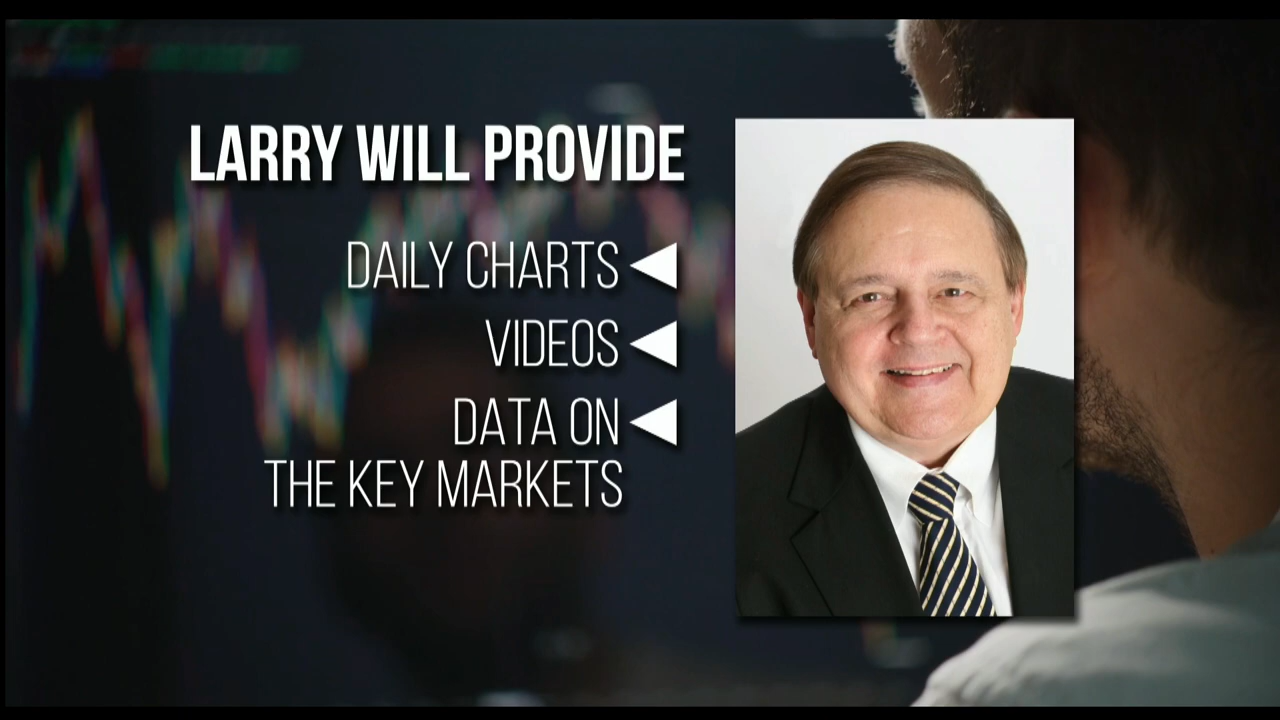 LARRY WILL PROVIDE
DAILY CHARTS
VIDEOS
DATA ON
THE KEY MARKETS